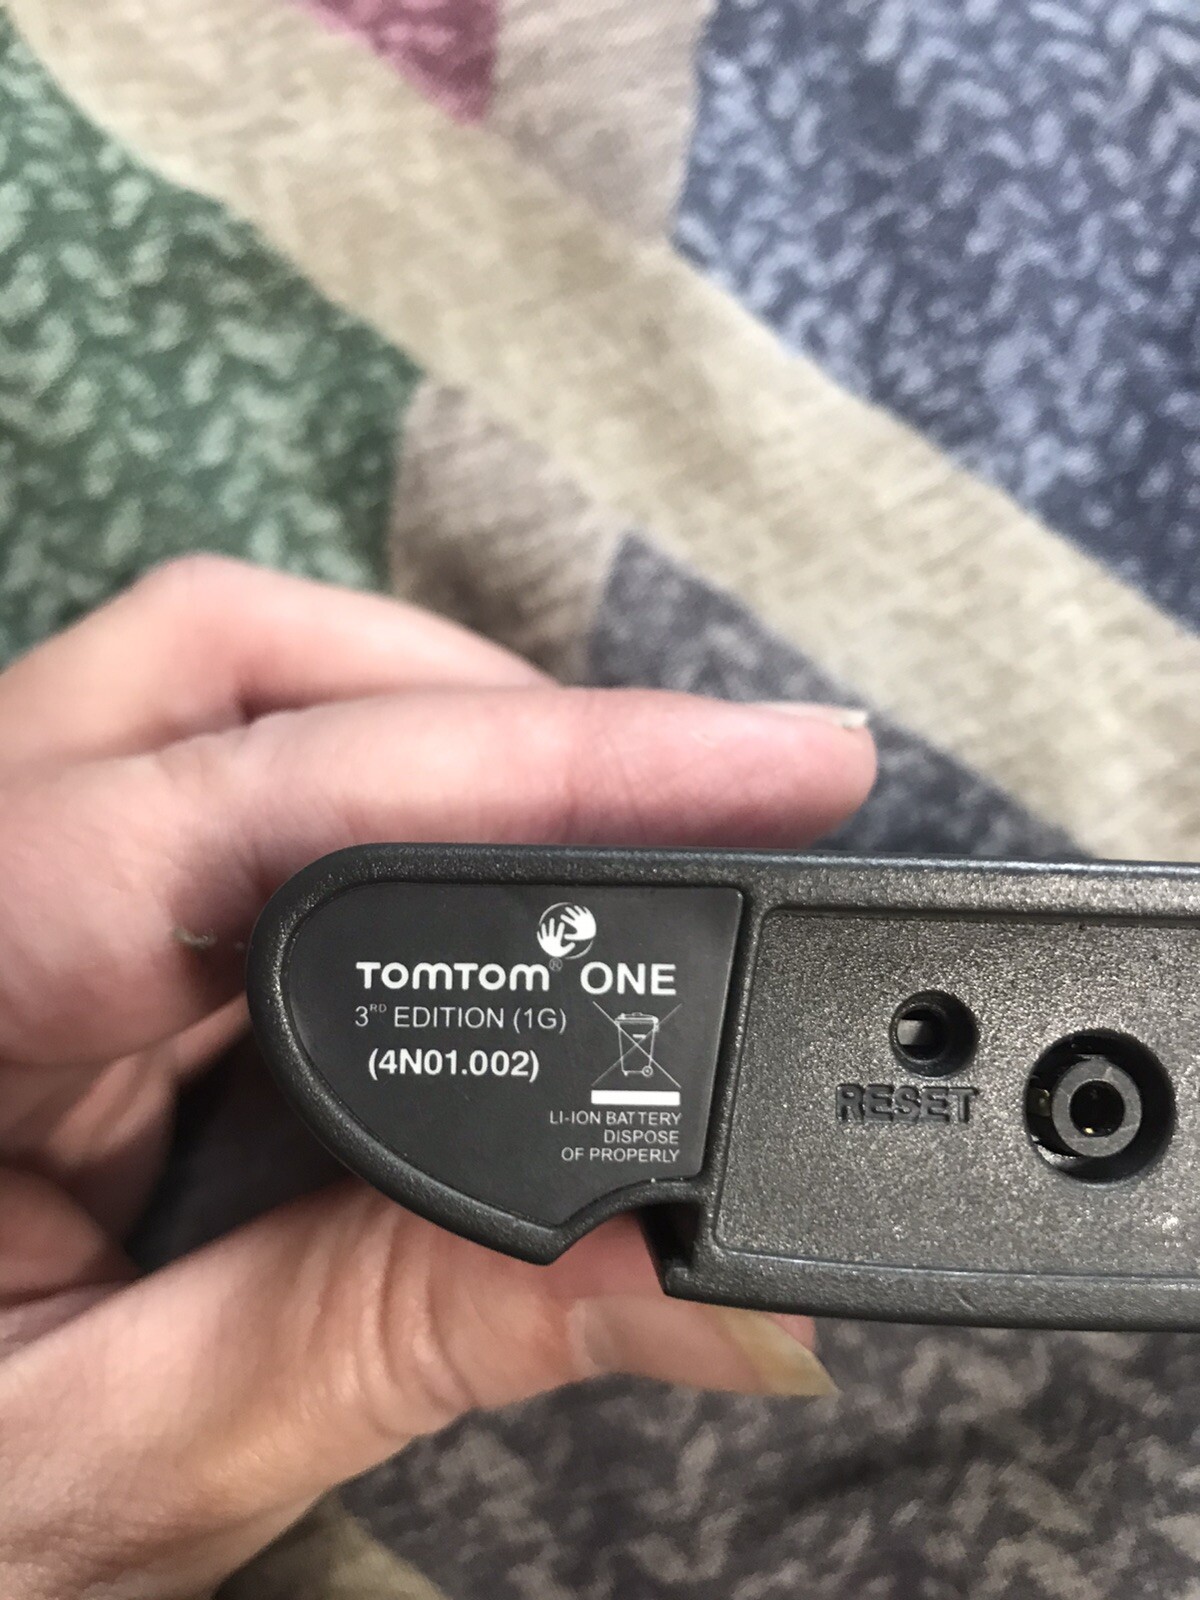 TOMTOM® ONE
3RD EDITION (1G)
(4N01.002)
LI-ION BATTERY
DISPOSE
OF PROPERLY
RESET